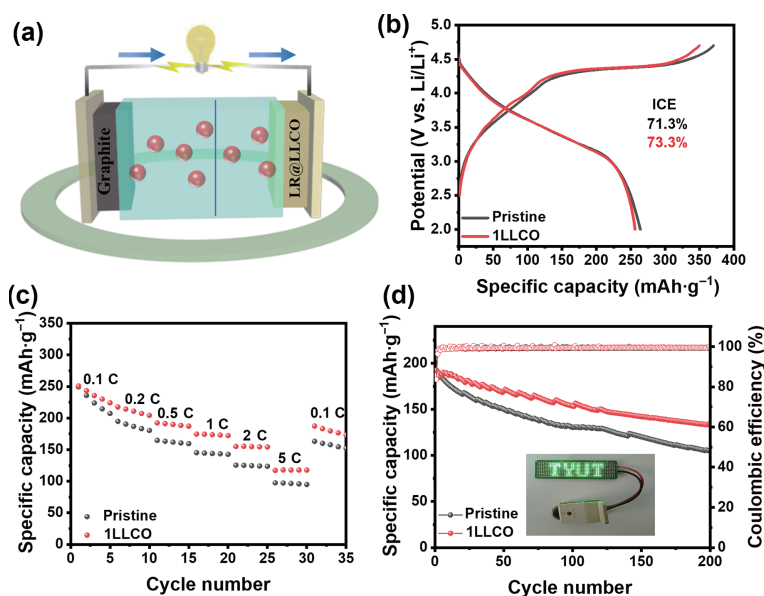 (a)
Graphite
LR@LLCO
(b)
Potential (V vs. Li/Li⁺)
5.0
4.5
4.0
3.5
3.0
2.5
2.0
ICE
71.3%
73.3%
Pristine
1LLCO
0 50 100 150 200 250 300 350 400
Specific capacity (mAh·g⁻¹)
(c)
Specific capacity (mAh·g⁻¹)
350
300
250
200
150
100
50
0
0.1 C
0.2 C
0.5 C
1 C
2 C
5 C
0.1 C
Pristine
1LLCO
0 5 10 15 20 25 30 35
Cycle number
(d)
Specific capacity (mAh·g⁻¹)
200
150
100
50
0
TYUT
Pristine
1LLCO
0 50 100 150 200
Cycle number
100
80
60
40
20
0
Coulombic efficiency (%)